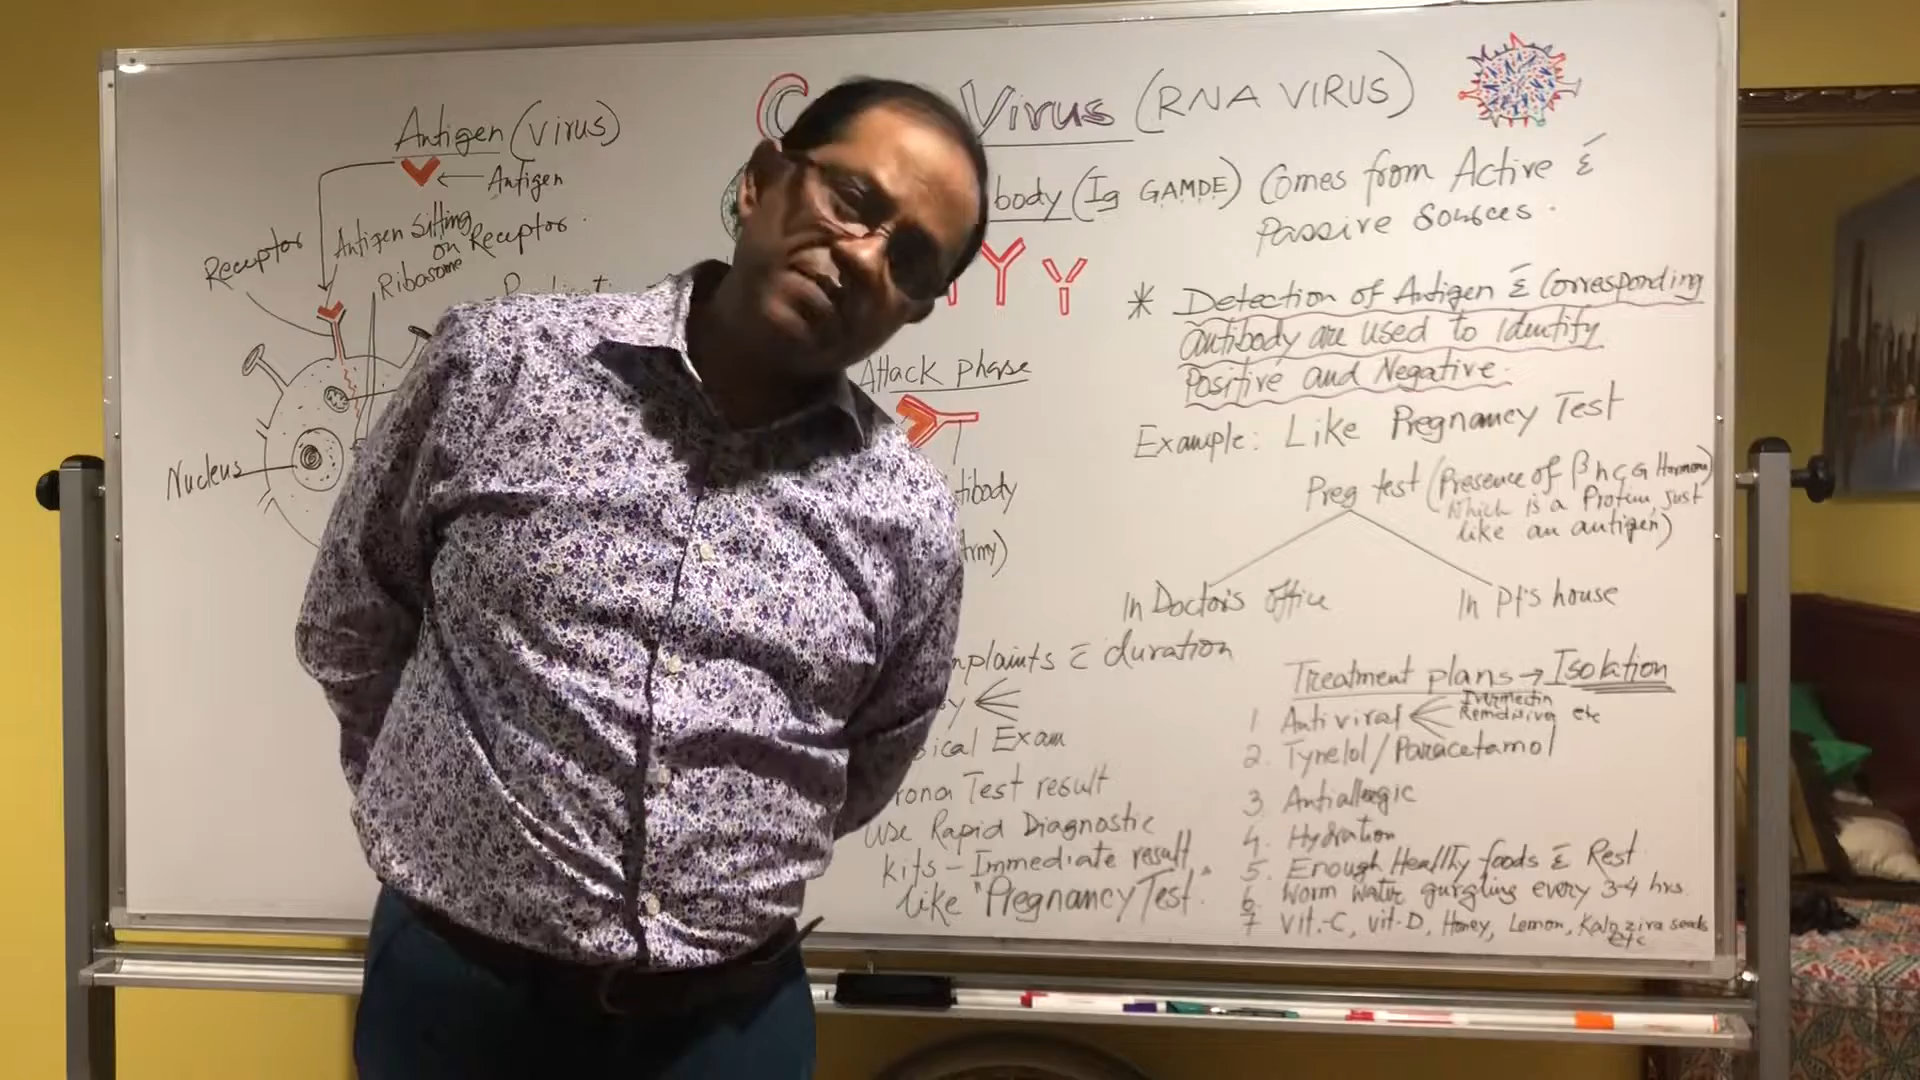 Antigen (virus)
Antigen
Antigen Sitting
on Receptor
Receptor
Ribosome
Nucleus
Virus (RNA VIRUS)
body (Ig GAMDE) Comes from Active &
Passive Sources.
* Detection of Antigen & Corresponding
antibody are used to identify
Positive and Negative.
Example: Like Pregnancy Test
Preg test (Presence of β h C G Hormone)
Which is a Protein, just
like an antigen)
In Doctor's office
In Pt's house
Attack phase
tibody
Army)
mplaints c duration
y
sical Exam
rona Test result
Use Rapid Diagnostic
kits - Immediate result,
like "Pregnancy Test."
Treatment plans → Isolation
1 Antiviral Ivermectin
Remdisiver etc
2. Tynelol/Paracetamol
3 Antiallergic
4. Hydration
5. Enough Healthy foods & Rest
6 Worm Water gurgling every 3-4 hrs
7 Vit.-C, Vit-D, Honey, Lemon, Kalozira seeds
etc